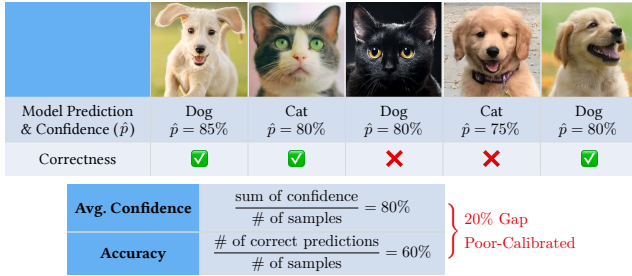 Model Prediction
& Confidence (p̂)
Dog
p̂ = 85%
Cat
p̂ = 80%
Dog
p̂ = 80%
Cat
p̂ = 75%
Dog
p̂ = 80%
Correctness
Avg. Confidence
sum of confidence
# of samples
= 80%
Accuracy
# of correct predictions
# of samples
= 60%
20% Gap
Poor-Calibrated